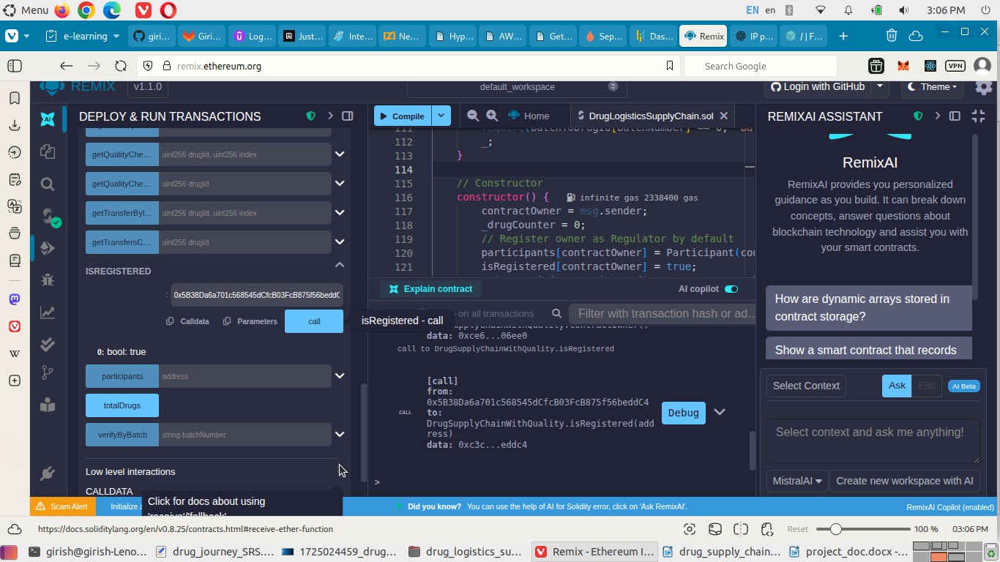 Menu
EN en 3:06 PM
e-learning giri... Giri... Log... Just... Inte... Ne... Hyp... AW... Get... Sep... Das... Remix IP p... / | F...
remix.ethereum.org Search Google VPN
REMIX v1.1.0 default_workspace Login with GitHub Theme
DEPLOY & RUN TRANSACTIONS
getQualityChe... uint256 drugId, uint256 index
getQualityChe... uint256 drugId
getTransferByI... uint256 drugId, uint256 index
getTransfersC... uint256 drugId
ISREGISTERED
: 0x5B38Da6a701c568545dCfcB03FcB875f56beddC
Calldata Parameters call
isRegistered - call
0: bool: true
participants address
totalDrugs
verifyByBatch string batchNumber
Low level interactions
CALLDATA
Click for docs about using
'receive'/'fallback'
Compile Home DrugLogisticsSupplyChain.sol
111 require(batchToDrugId[batchNumber] == 0, "Ba
112 _;
113 }
114
115 // Constructor
116 constructor() { infinite gas 2338400 gas
117 contractOwner = msg.sender;
118 _drugCounter = 0;
119 // Register owner as Regulator by default
120 participants[contractOwner] = Participant(co
121 isRegistered[contractOwner] = true;
Explain contract AI copilot
on all transactions Filter with transaction hash or ad...
data: 0xce6...06ee0
call to DrugSupplyChainWithQuality.isRegistered
[call]
from:
0x5B38Da6a701c568545dCfcB03FcB875f56beddC4
CALL to:
DrugSupplyChainWithQuality.isRegistered(add
ress)
data: 0xc3c...eddc4
Debug
>
REMIXAI ASSISTANT
RemixAI
RemixAI provides you personalized
guidance as you build. It can break down
concepts, answer questions about
blockchain technology and assist you with
your smart contracts.
How are dynamic arrays stored in
contract storage?
Show a smart contract that records
Select Context Ask Edit AI Beta
Select context and ask me anything!
MistralAI Create new workspace with AI
Scam Alert Initialize a Did you know? You can use the help of AI for Solidity error, click on 'Ask RemixAI'. RemixAI Copilot (enabled)
https://docs.soliditylang.org/en/v0.8.25/contracts.html#receive-ether-function Reset 100 % 03:06 PM
girish@girish-Leno... drug_journey_SRS.... 1725024459_drug... drug_logistics_su... Remix - Ethereum I... drug_supply_chain... project_doc.docx -...